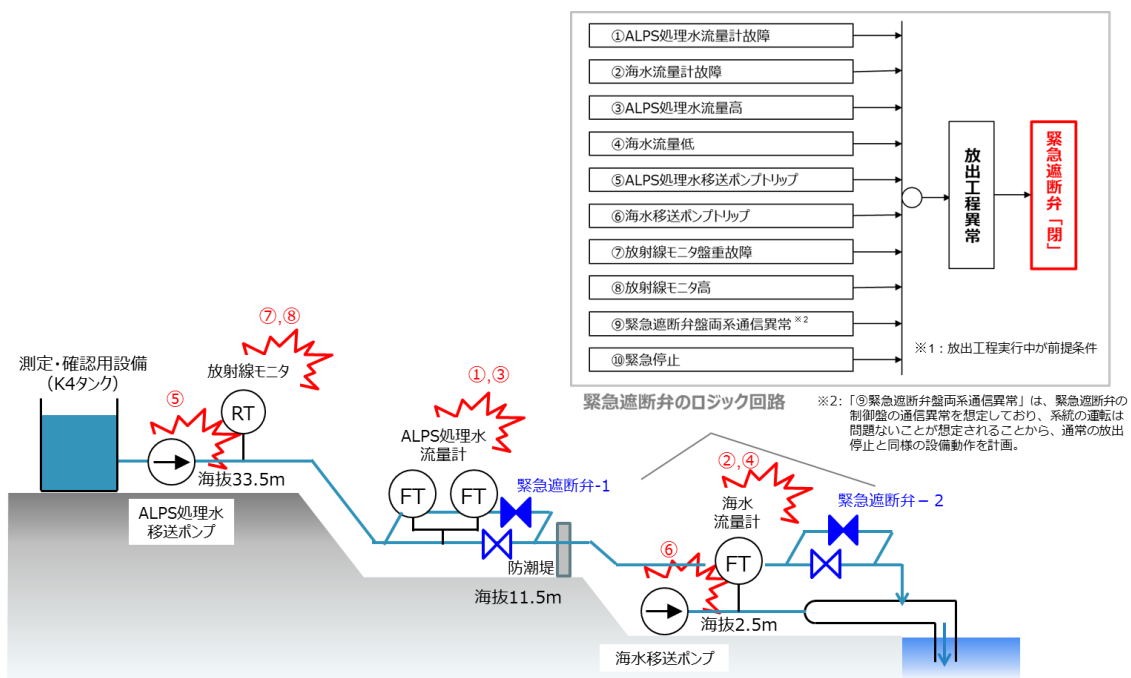 ①ALPS処理水流量計故障
②海水流量計故障
③ALPS処理水流量高
④海水流量低
⑤ALPS処理水移送ポンプトリップ
⑥海水移送ポンプトリップ
⑦放射線モニタ盤重故障
⑧放射線モニタ高
⑨緊急遮断弁盤両系通信異常※2
⑩緊急停止
放出工程異常
緊急遮断弁「閉」
※1：放出工程実行中が前提条件
緊急遮断弁のロジック回路
※2：「⑨緊急遮断弁盤両系通信異常」は、緊急遮断弁の
制御盤の通信異常を想定しており、系統の運転は
問題ないことが想定されることから、通常の放出
停止と同様の設備動作を計画。
測定・確認用設備
（K4タンク）
⑤
⑦,⑧
放射線モニタ
RT
海抜33.5m
ALPS処理水
移送ポンプ
①,③
ALPS処理水
流量計
FT
FT
緊急遮断弁-1
防潮堤
海抜11.5m
②,④
海水
流量計
FT
緊急遮断弁－2
⑥
海抜2.5m
海水移送ポンプ